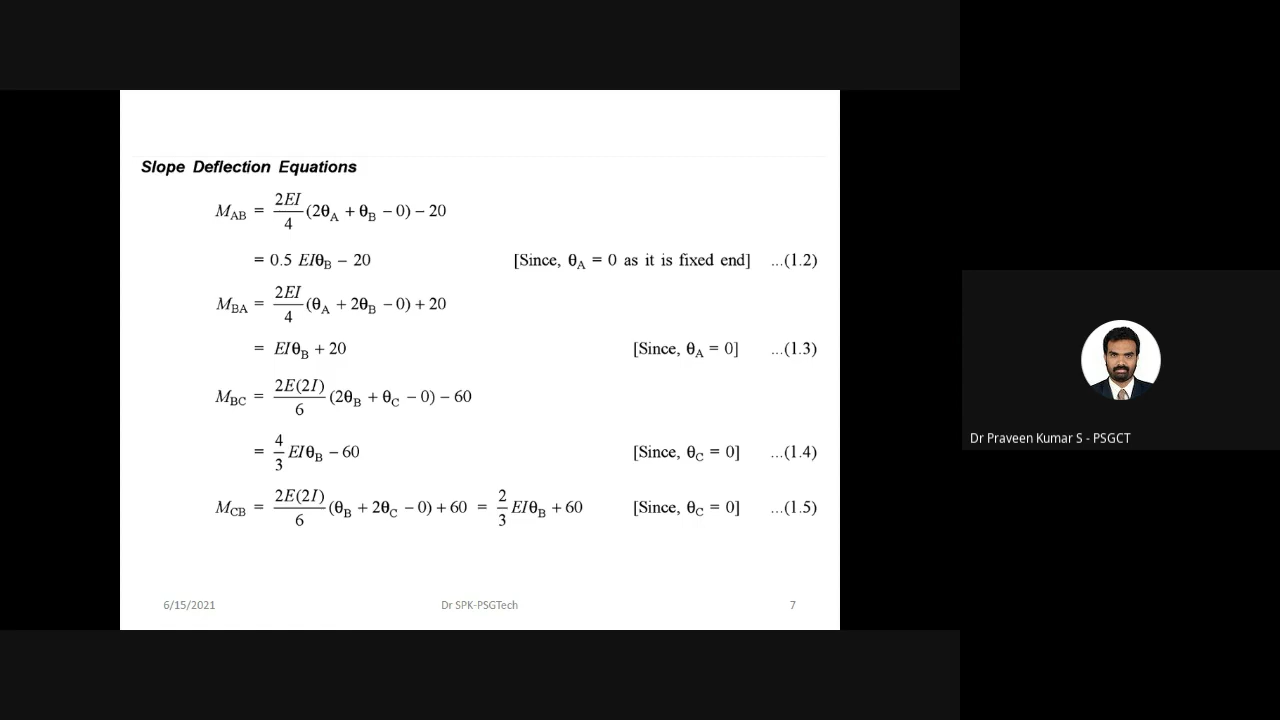 Slope Deflection Equations
M_AB = 2EI/4 (2θ_A + θ_B − 0) − 20
= 0.5 EIθ_B − 20 [Since, θ_A = 0 as it is fixed end] ...(1.2)
M_BA = 2EI/4 (θ_A + 2θ_B − 0) + 20
= EIθ_B + 20 [Since, θ_A = 0] ...(1.3)
M_BC = 2E(2I)/6 (2θ_B + θ_C − 0) − 60
= 4/3 EIθ_B − 60 [Since, θ_C = 0] ...(1.4)
M_CB = 2E(2I)/6 (θ_B + 2θ_C − 0) + 60 = 2/3 EIθ_B + 60 [Since, θ_C = 0] ...(1.5)
6/15/2021 Dr SPK-PSGTech 7
Dr Praveen Kumar S - PSGCT